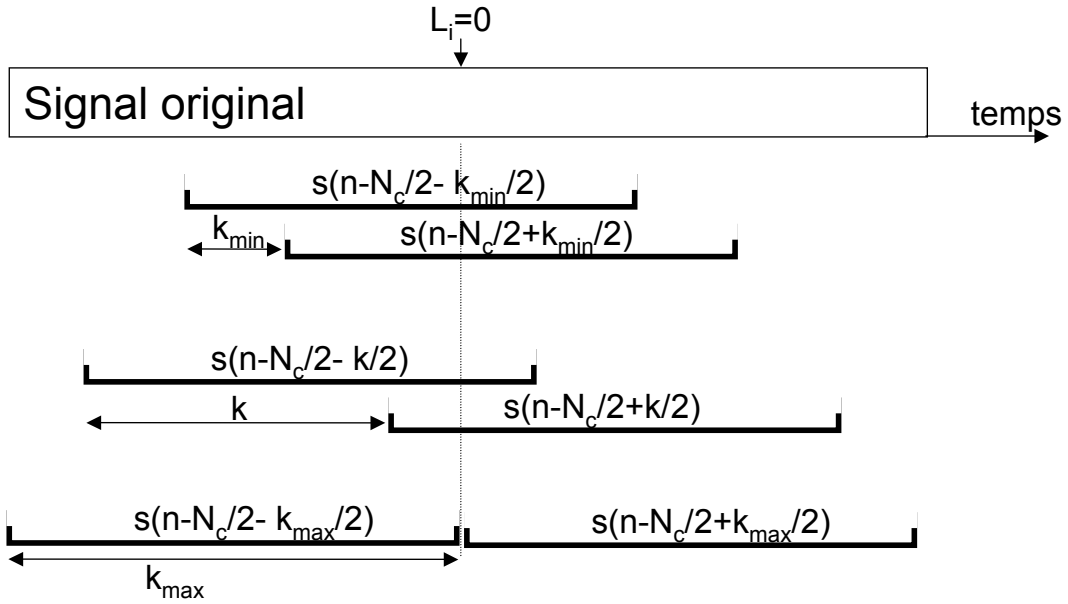 L_i=0
Signal original
temps
s(n-N_c/2- k_min/2)
k_min
s(n-N_c/2+k_min/2)
s(n-N_c/2- k/2)
k
s(n-N_c/2+k/2)
s(n-N_c/2- k_max/2)
s(n-N_c/2+k_max/2)
k_max